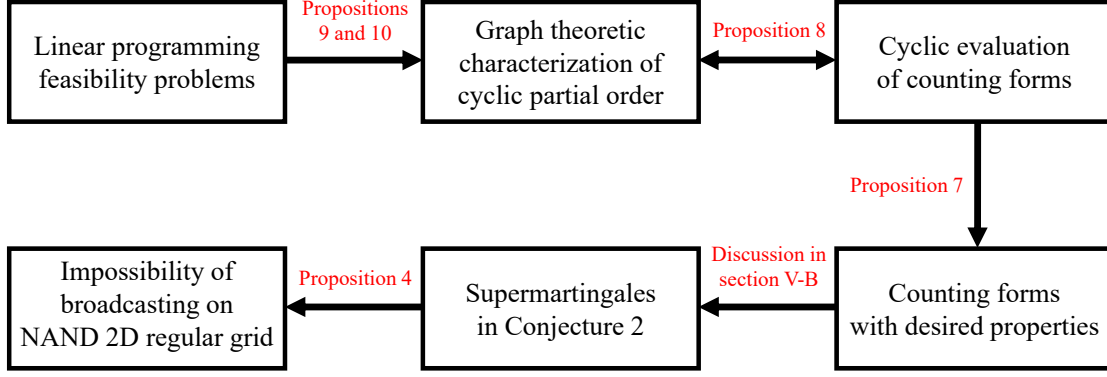 Linear programming
feasibility problems
Propositions
9 and 10
Graph theoretic
characterization of
cyclic partial order
Proposition 8
Cyclic evaluation
of counting forms
Proposition 7
Impossibility of
broadcasting on
NAND 2D regular grid
Proposition 4
Supermartingales
in Conjecture 2
Discussion in
section V-B
Counting forms
with desired properties